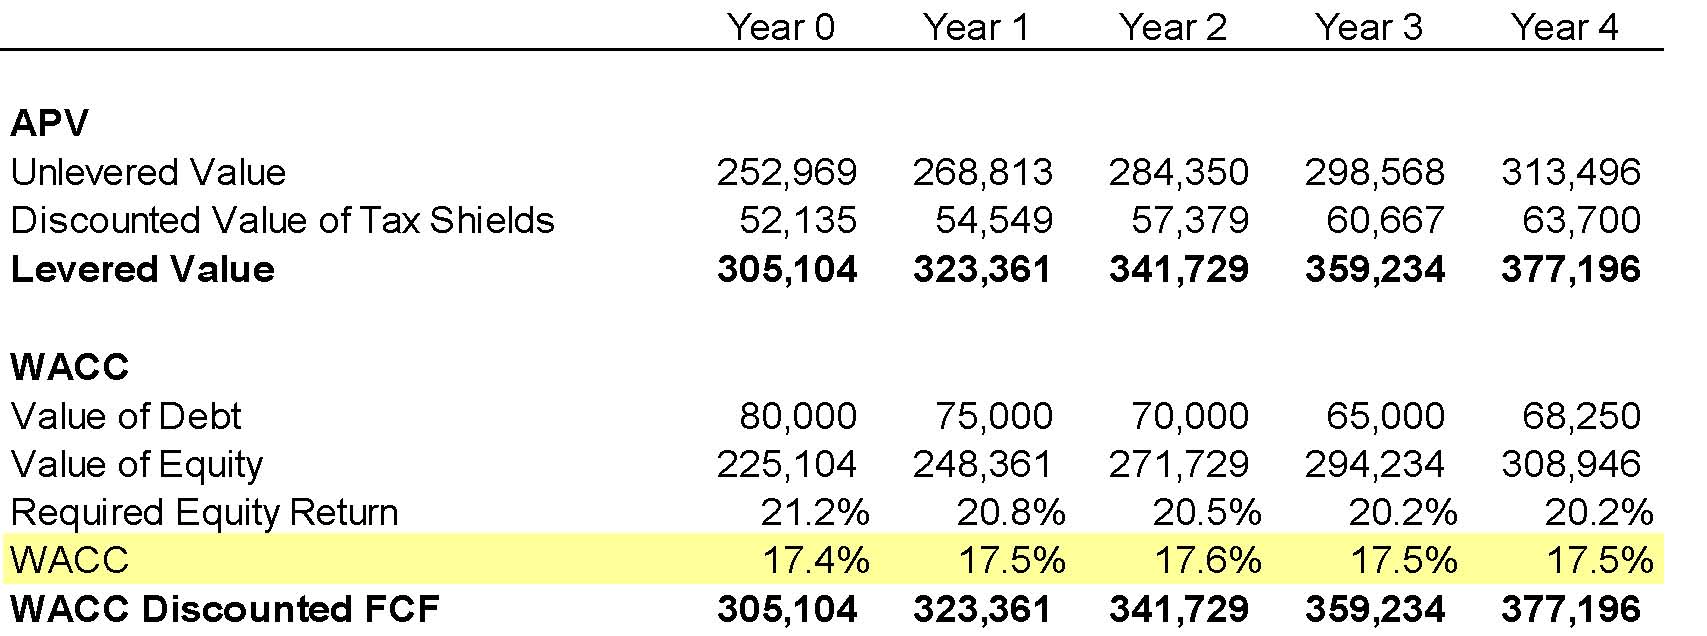 Year 0 Year 1 Year 2 Year 3 Year 4
APV
Unlevered Value 252,969 268,813 284,350 298,568 313,496
Discounted Value of Tax Shields 52,135 54,549 57,379 60,667 63,700
Levered Value 305,104 323,361 341,729 359,234 377,196
WACC
Value of Debt 80,000 75,000 70,000 65,000 68,250
Value of Equity 225,104 248,361 271,729 294,234 308,946
Required Equity Return 21.2% 20.8% 20.5% 20.2% 20.2%
WACC 17.4% 17.5% 17.6% 17.5% 17.5%
WACC Discounted FCF 305,104 323,361 341,729 359,234 377,196